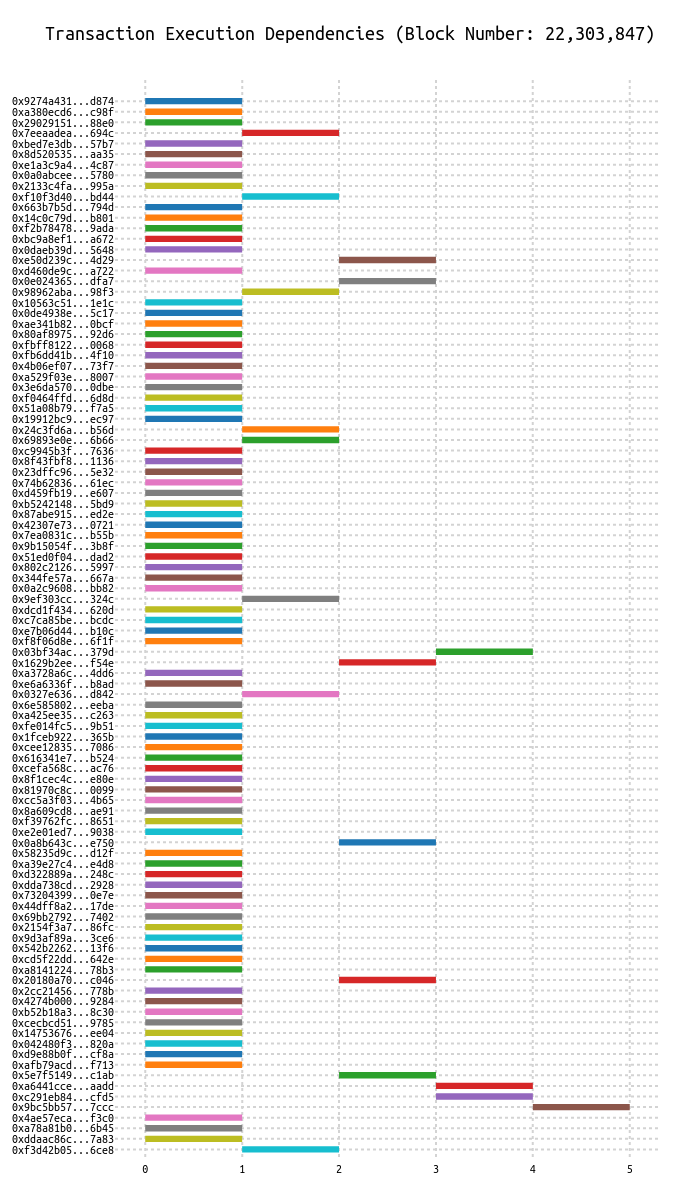 Transaction Execution Dependencies (Block Number: 22,303,847)
0x9274a431...d874
0xa380ecd6...c98f
0x29029151...88e0
0x7eeaadea...694c
0xbed7e3db...57b7
0x8d520535...aa35
0xe1a3c9a4...4c87
0x0a0abcee...5780
0x2133c4fa...995a
0xf10f3d40...bd44
0x663b7b5d...794d
0x14c0c79d...b801
0xf2b78478...9ada
0xbc9a8ef1...a672
0x0daeb39d...5648
0xe50d239c...4d29
0xd460de9c...a722
0x0e024365...dfa7
0x98962aba...98f3
0x10563c51...1e1c
0x0de4938e...5c17
0xae341b82...0bcf
0x80af8975...92d6
0xfbff8122...0068
0xfb6dd41b...4f10
0x4b06ef07...73f7
0xa529f03e...8007
0x3e6da570...0dbe
0xf0464ffd...6d8d
0x51a08b79...f7a5
0x19912bc9...ec97
0x24c3fd6a...b56d
0x69893e0e...6b66
0xc9945b3f...7636
0x8f43fbf8...1136
0x23dffc96...5e32
0x74b62836...61ec
0xd459fb19...e607
0xb5242148...5bd9
0x87abe915...ed2e
0x42307e73...0721
0x7ea0831c...b55b
0x9b15054f...3b8f
0x51ed0f04...dad2
0x802c2126...5997
0x344fe57a...667a
0x0a2c9608...bb82
0x9ef303cc...324c
0xdcd1f434...620d
0xc7ca85be...bcdc
0xe7b06d44...b10c
0xf8f06d8e...6f1f
0x03bf34ac...379d
0x1629b2ee...f54e
0xa3728a6c...4dd6
0xe6a6336f...b8ad
0x0327e636...d842
0x6e585802...eeba
0xa425ee35...c263
0xfe014fc5...9b51
0x1fceb922...365b
0xcee12835...7086
0x616341e7...b524
0xcefa568c...ac76
0x8f1cec4c...e80e
0x81970c8c...0099
0xcc5a3f03...4b65
0x8a609cd8...ae91
0xf39762fc...8651
0xe2e01ed7...9038
0x0a8b643c...e750
0x58235d9c...d12f
0xa39e27c4...e4d8
0xd322889a...248c
0xdda738cd...2928
0x73204399...0e7e
0x44dff8a2...17de
0x69bb2792...7402
0x2154f3a7...86fc
0x9d3af89a...3ce6
0x542b2262...13f6
0xcd5f22dd...642e
0xa8141224...78b3
0x20180a70...c046
0x2cc21456...778b
0x4274b000...9284
0xb52b18a3...8c30
0xcecbcd51...9785
0x14753676...ee04
0x042480f3...820a
0xd9e88b0f...cf8a
0xafb79acd...f713
0x5e7f5149...c1ab
0xa6441cce...aadd
0xc291eb84...cfd5
0x9bc5bb57...7ccc
0x4ae57eca...f3c0
0xa78a81b0...6b45
0xddaac86c...7a83
0xf3d42b05...6ce8
0 1 2 3 4 5